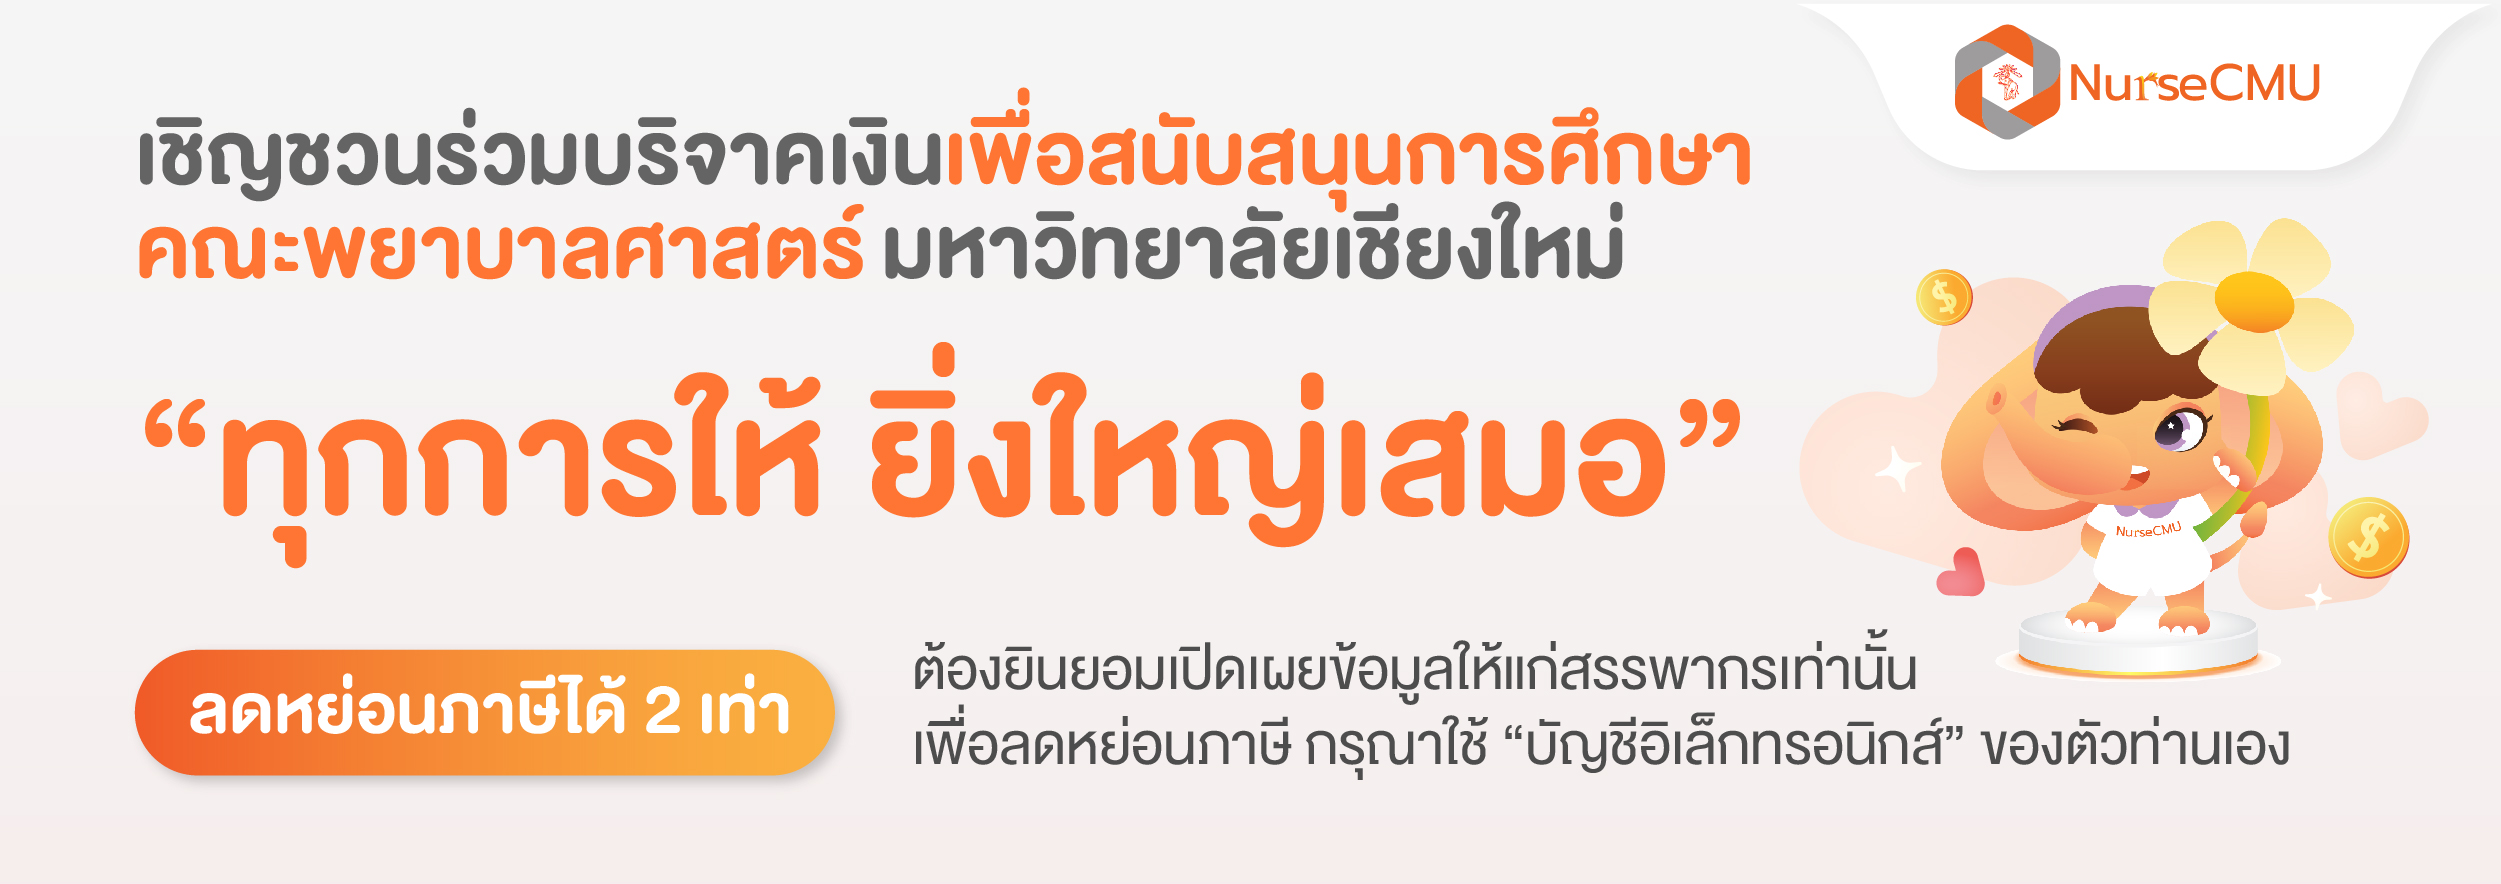 NurseCMU
เชิญชวนร่วมบริจาคเงินเพื่อสนับสนุนการศึกษา
คณะพยาบาลศาสตร์ มหาวิทยาลัยเชียงใหม่
“ทุกการให้ ยิ่งใหญ่เสมอ”
NurseCMU
ลดหย่อนภาษีได้ 2 เท่า
ต้องยินยอมเปิดเผยข้อมูลให้แก่สรรพากรเท่านั้น
เพื่อลดหย่อนภาษี กรุณาใช้ “บัญชีอิเล็กทรอนิกส์” ของตัวท่านเอง